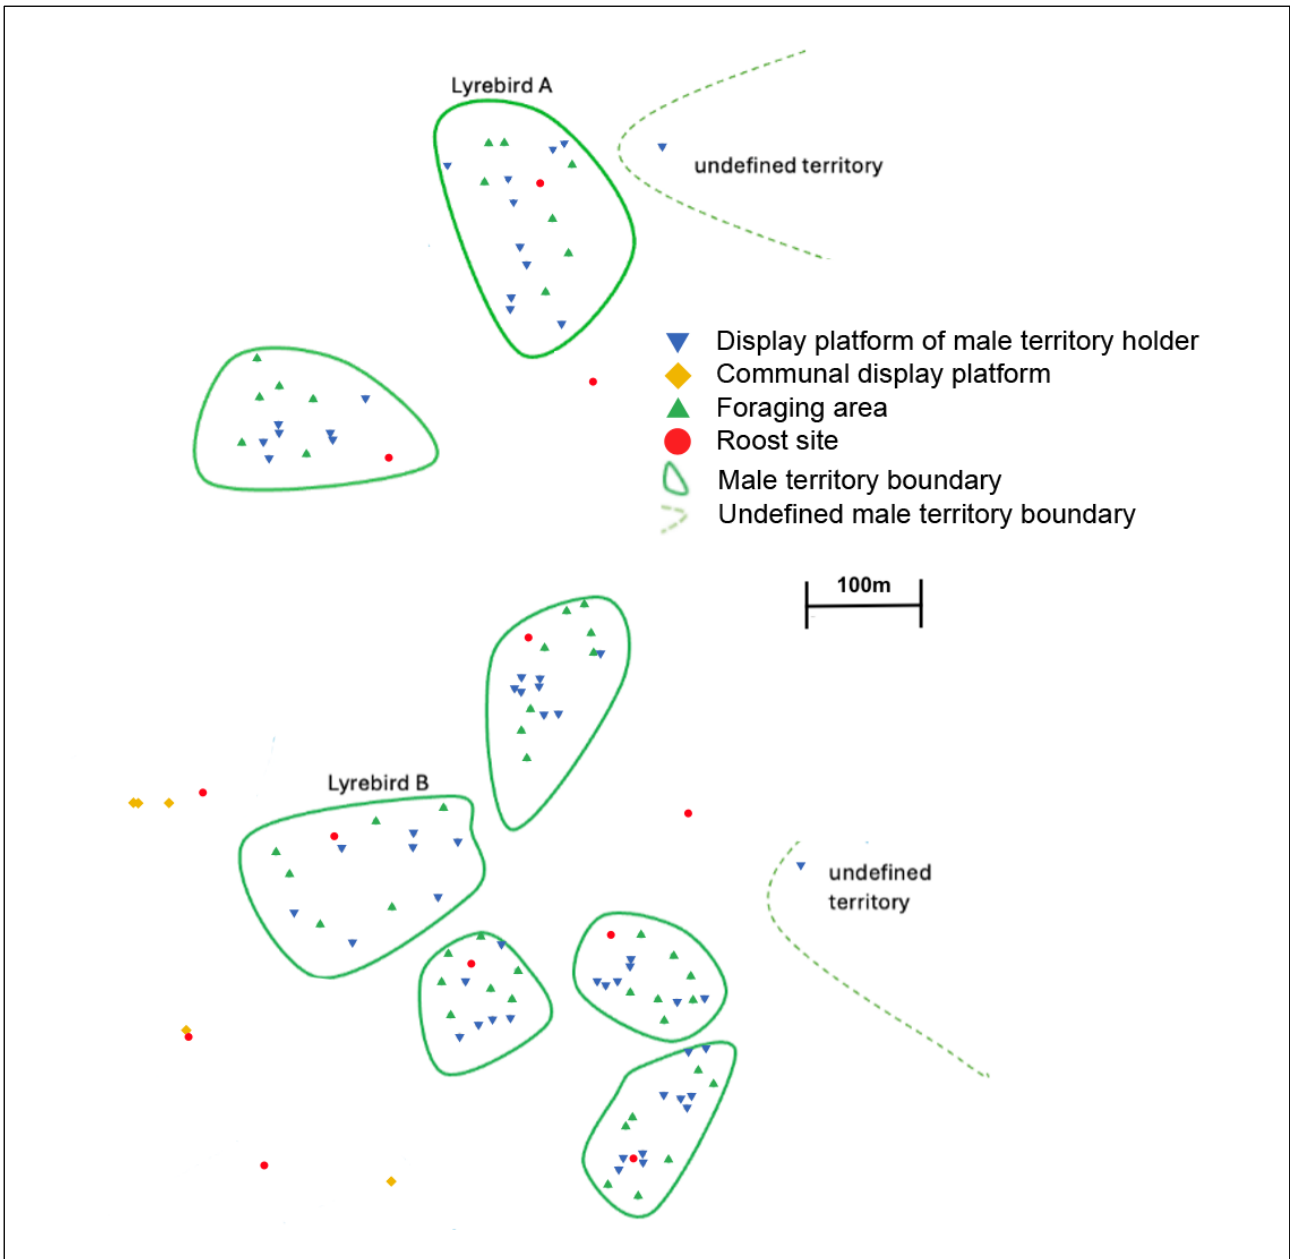 Lyrebird A
undefined territory
Display platform of male territory holder
Communal display platform
Foraging area
Roost site
Male territory boundary
Undefined male territory boundary
100m
Lyrebird B
undefined
territory